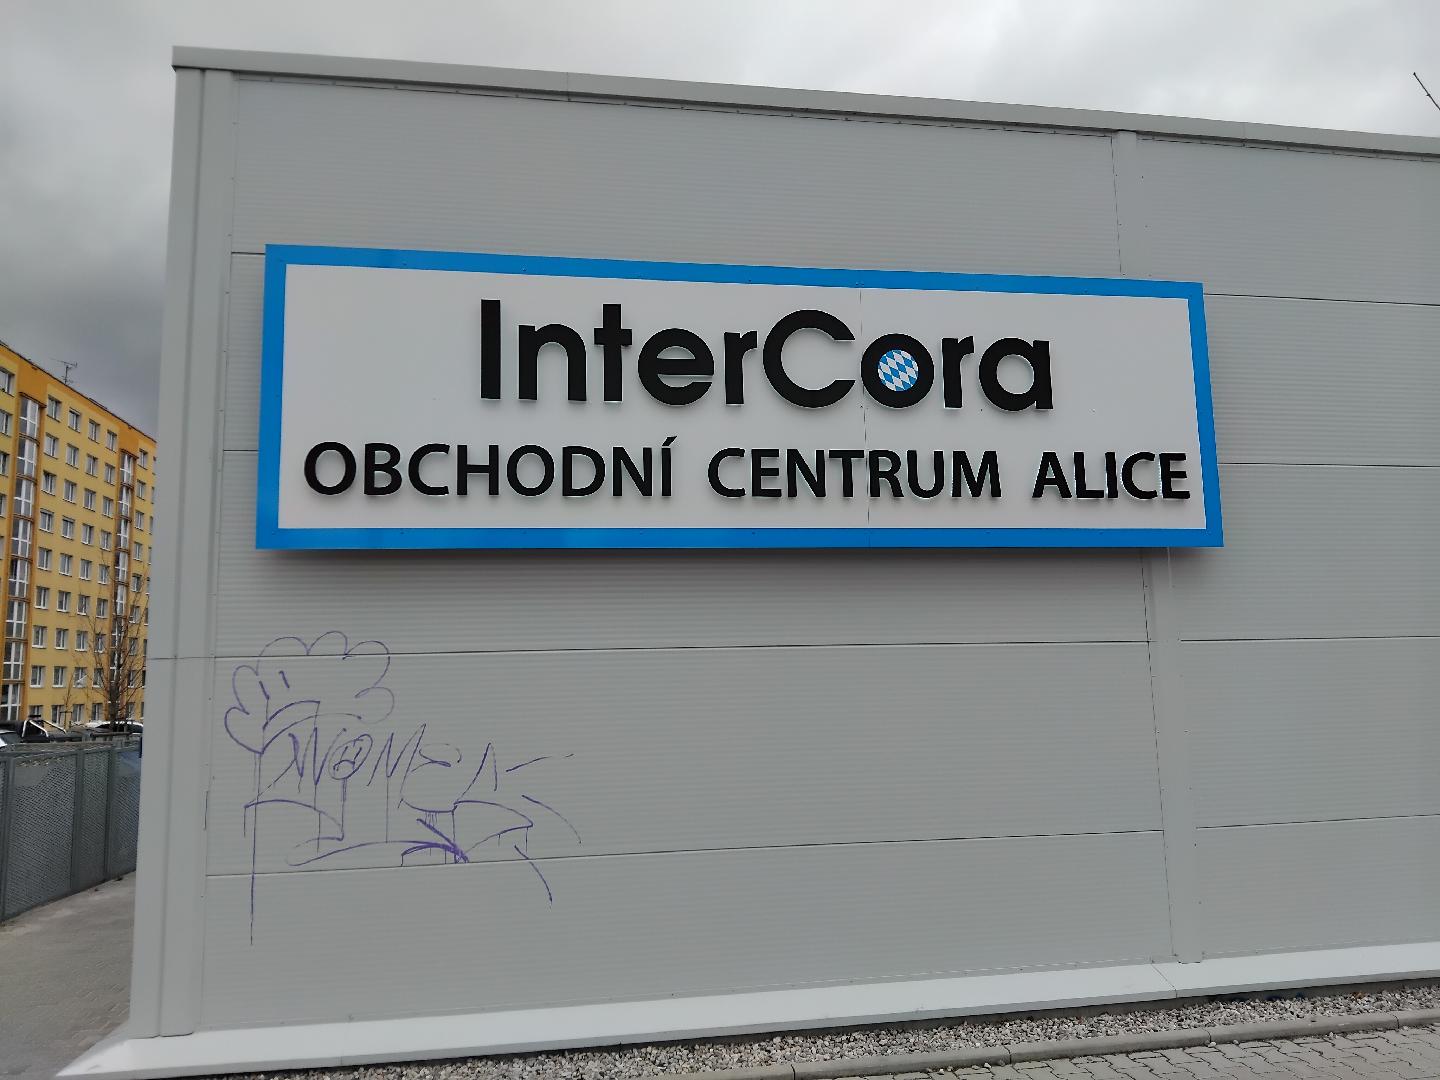 InterCora
OBCHODNÍ CENTRUM ALICE